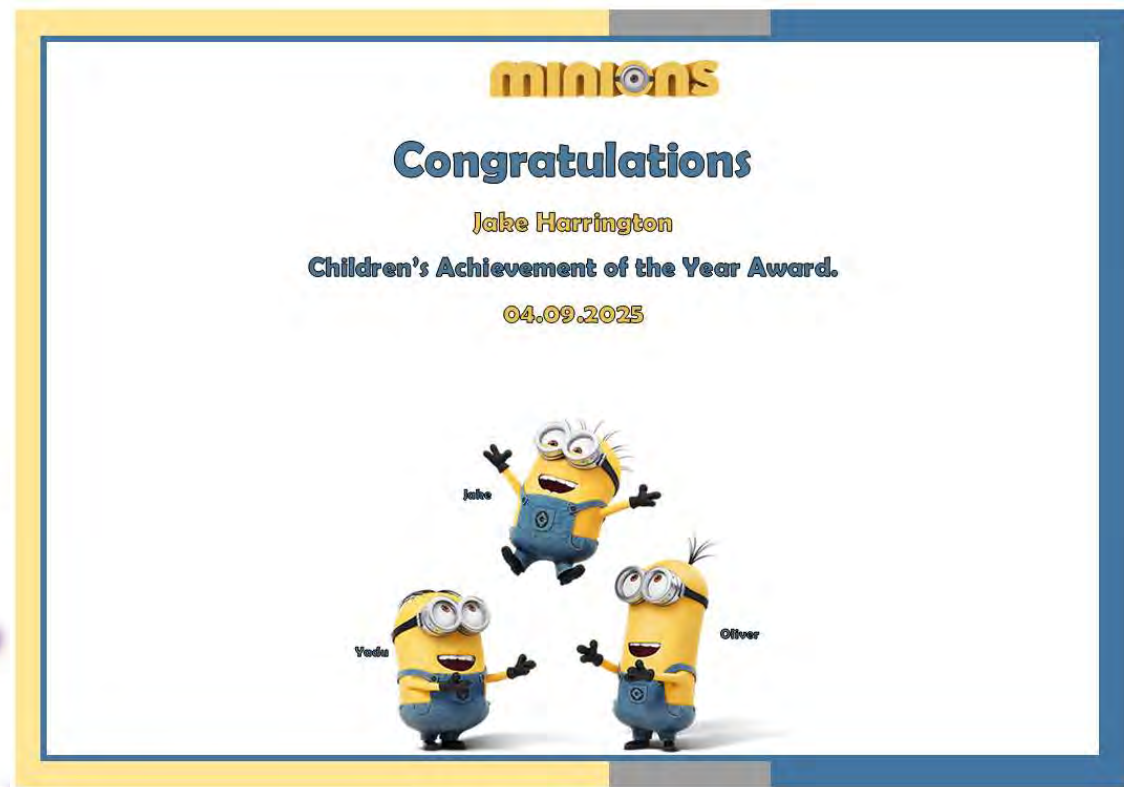 MINIONS
Congratulations
Jake Harrington
Children's Achievement of the Year Award.
04.09.2025
Jake
Oliver
Yadu